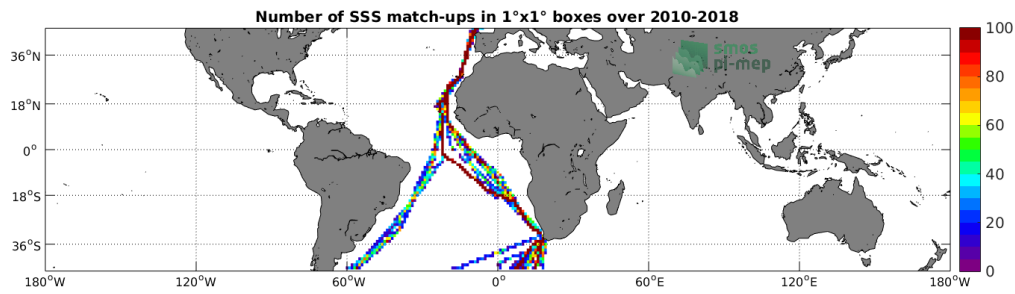 Number of SSS match-ups in 1°x1° boxes over 2010-2018
smos
pi-mep
36°N
18°N
0°
18°S
36°S
180°W 120°W 60°W 0° 60°E 120°E 180°W
100
80
60
40
20
0